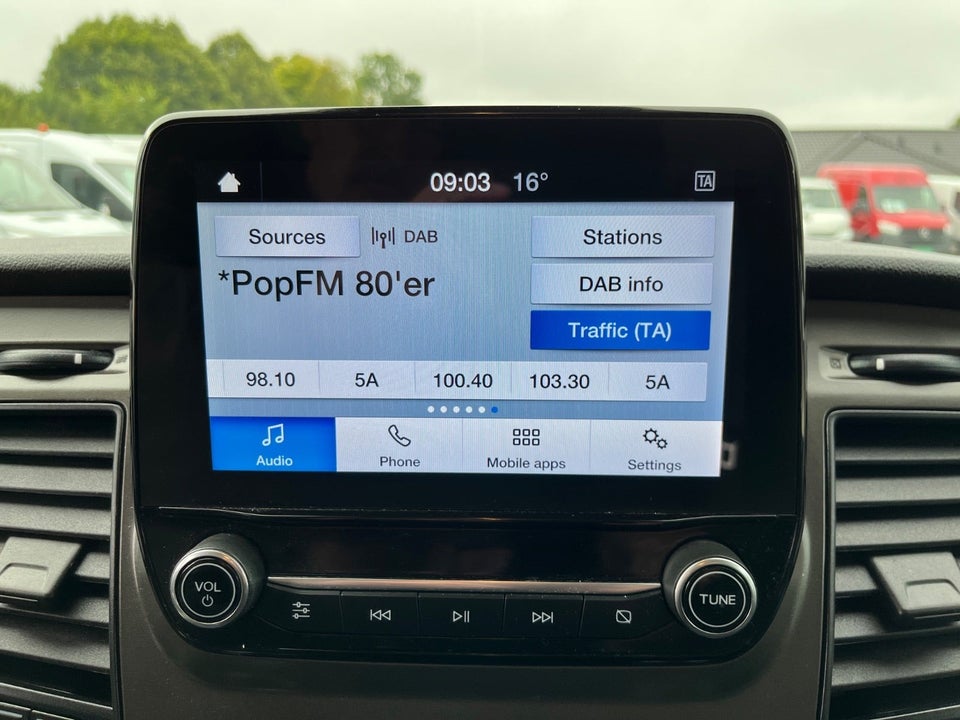 09:03 16° TA
Sources DAB Stations
*PopFM 80'er
DAB info
Traffic (TA)
98.10 5A 100.40 103.30 5A
Audio Phone Mobile apps Settings
VOL
TUNE